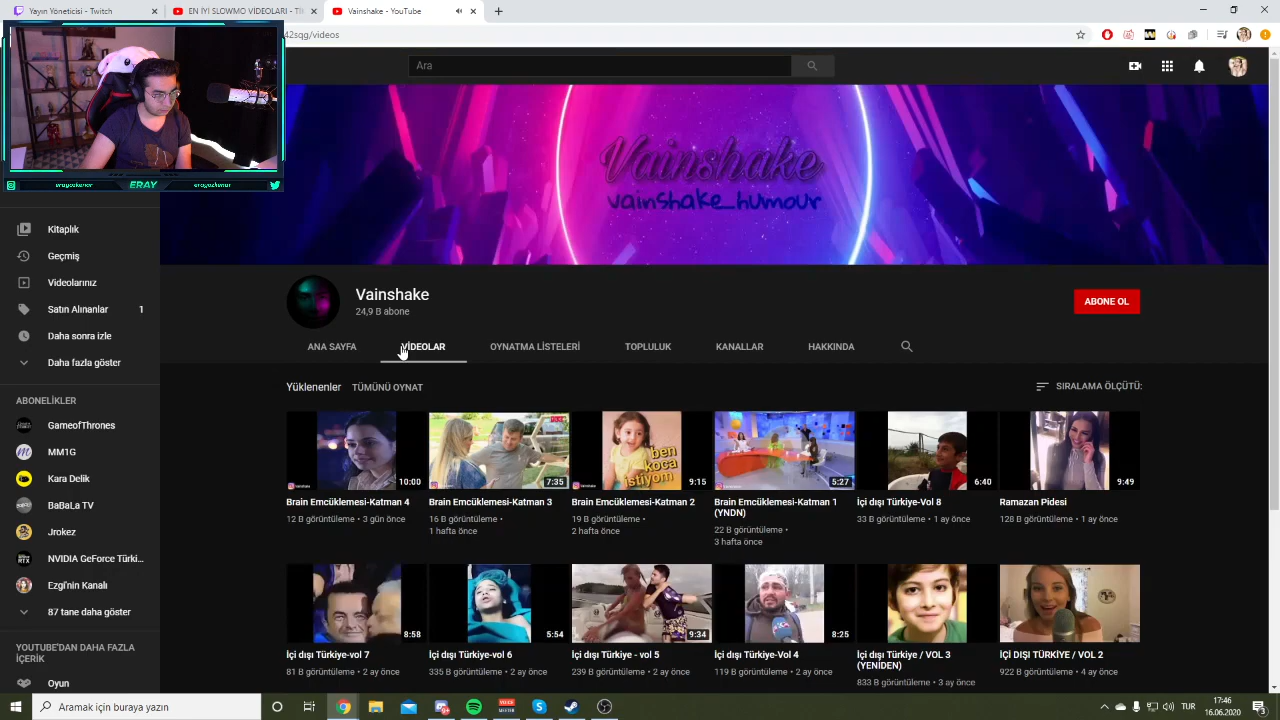 Yayın Yöneticisi - Twitch
EN İYİ SLOWMO VİDEOLARI - YouT
(4) Vainshake - YouTube
42sqg/videos
ERAY
Ara
Vainshake
vainshake_humour
Vainshake
24,9 B abone
ABONE OL
ANA SAYFA
VİDEOLAR
OYNATMA LİSTELERİ
TOPLULUK
KANALLAR
HAKKINDA
Kitaplık
Geçmiş
Videolarınız
Satın Alınanlar 1
Daha sonra izle
Daha fazla göster
ABONELİKLER
GameofThrones
MM1G
Kara Delik
BaBaLa TV
Jrokez
NVIDIA GeForce Türki...
Ezgi'nin Kanalı
87 tane daha göster
YOUTUBE'DAN DAHA FAZLA
İÇERİK
Oyun
Yüklenenler TÜMÜNÜ OYNAT
SIRALAMA ÖLÇÜTÜ:
10:00
7:35
ben
koca
istiyom
9:15
5:27
6:40
9:49
Brain Emcüklemesi-Katman 4
12 B görüntüleme • 3 gün önce
Brain Emcüklemesi-Katman 3
16 B görüntüleme •
1 hafta önce
Brain Emcüklemesi-Katman 2
19 B görüntüleme •
2 hafta önce
Brain Emcüklemesi-Katman 1
(YNDN)
22 B görüntüleme •
3 hafta önce
İçi dışı Türkiye-Vol 8
33 B görüntüleme • 1 ay önce
Ramazan Pidesi
128 B görüntüleme • 1 ay önce
8:58
5:54
9:34
8:25
İçi dışı Türkiye-vol 7
81 B görüntüleme • 2 ay önce
İçi dışı Türkiye-vol 6
335 B görüntüleme • 2 ay önce
İçi dışı Türkiye - vol5
239 B görüntüleme • 2 ay önce
İçi dışı Türkiye-Vol 4
119 B görüntüleme • 2 ay önce
İçi dışı Türkiye / VOL 3
(YENİDEN)
833 B görüntüleme • 3 ay önce
İÇİ DIŞI TÜRKİYE / VOL 2
Aramak için buraya yazın
TUR
17:46
16.06.2020
3